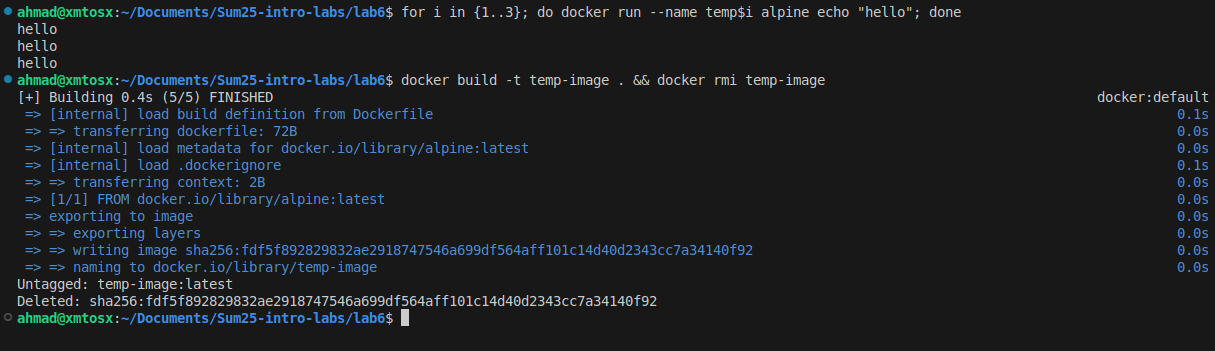 ahmad@xmtosx:~/Documents/Sum25-intro-labs/lab6$ for i in {1..3}; do docker run --name temp$i alpine echo "hello"; done
hello
hello
hello
ahmad@xmtosx:~/Documents/Sum25-intro-labs/lab6$ docker build -t temp-image . && docker rmi temp-image
[+] Building 0.4s (5/5) FINISHED docker:default
=> [internal] load build definition from Dockerfile 0.1s
=> => transferring dockerfile: 72B 0.0s
=> [internal] load metadata for docker.io/library/alpine:latest 0.0s
=> [internal] load .dockerignore 0.1s
=> => transferring context: 2B 0.0s
=> [1/1] FROM docker.io/library/alpine:latest 0.0s
=> exporting to image 0.0s
=> => exporting layers 0.0s
=> => writing image sha256:fdf5f892829832ae2918747546a699df564aff101c14d40d2343cc7a34140f92 0.0s
=> => naming to docker.io/library/temp-image 0.0s
Untagged: temp-image:latest
Deleted: sha256:fdf5f892829832ae2918747546a699df564aff101c14d40d2343cc7a34140f92
ahmad@xmtosx:~/Documents/Sum25-intro-labs/lab6$